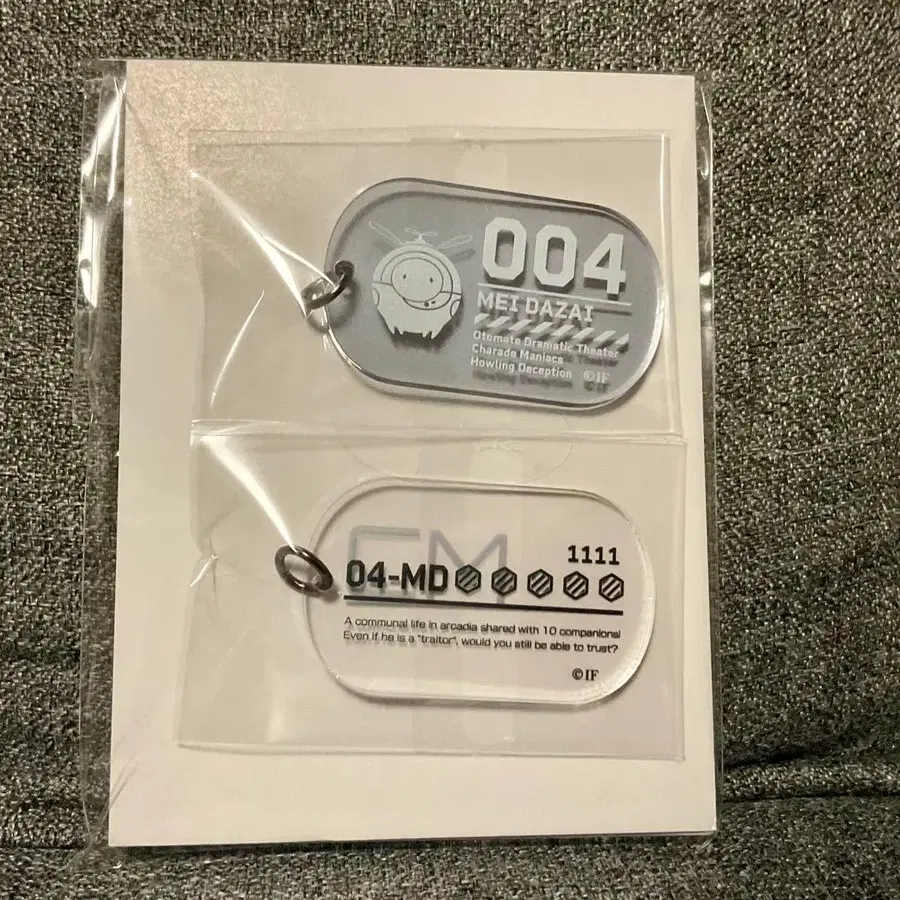 004
MEI DAZAI
Otomate Dramatic Theater
Charade Maniacs
Howling Deception ©IF
CM
1111
04-MD
A communal life in arcadia shared with 10 companions!
Even if he is a "traitor", would you still be able to trust?
©IF